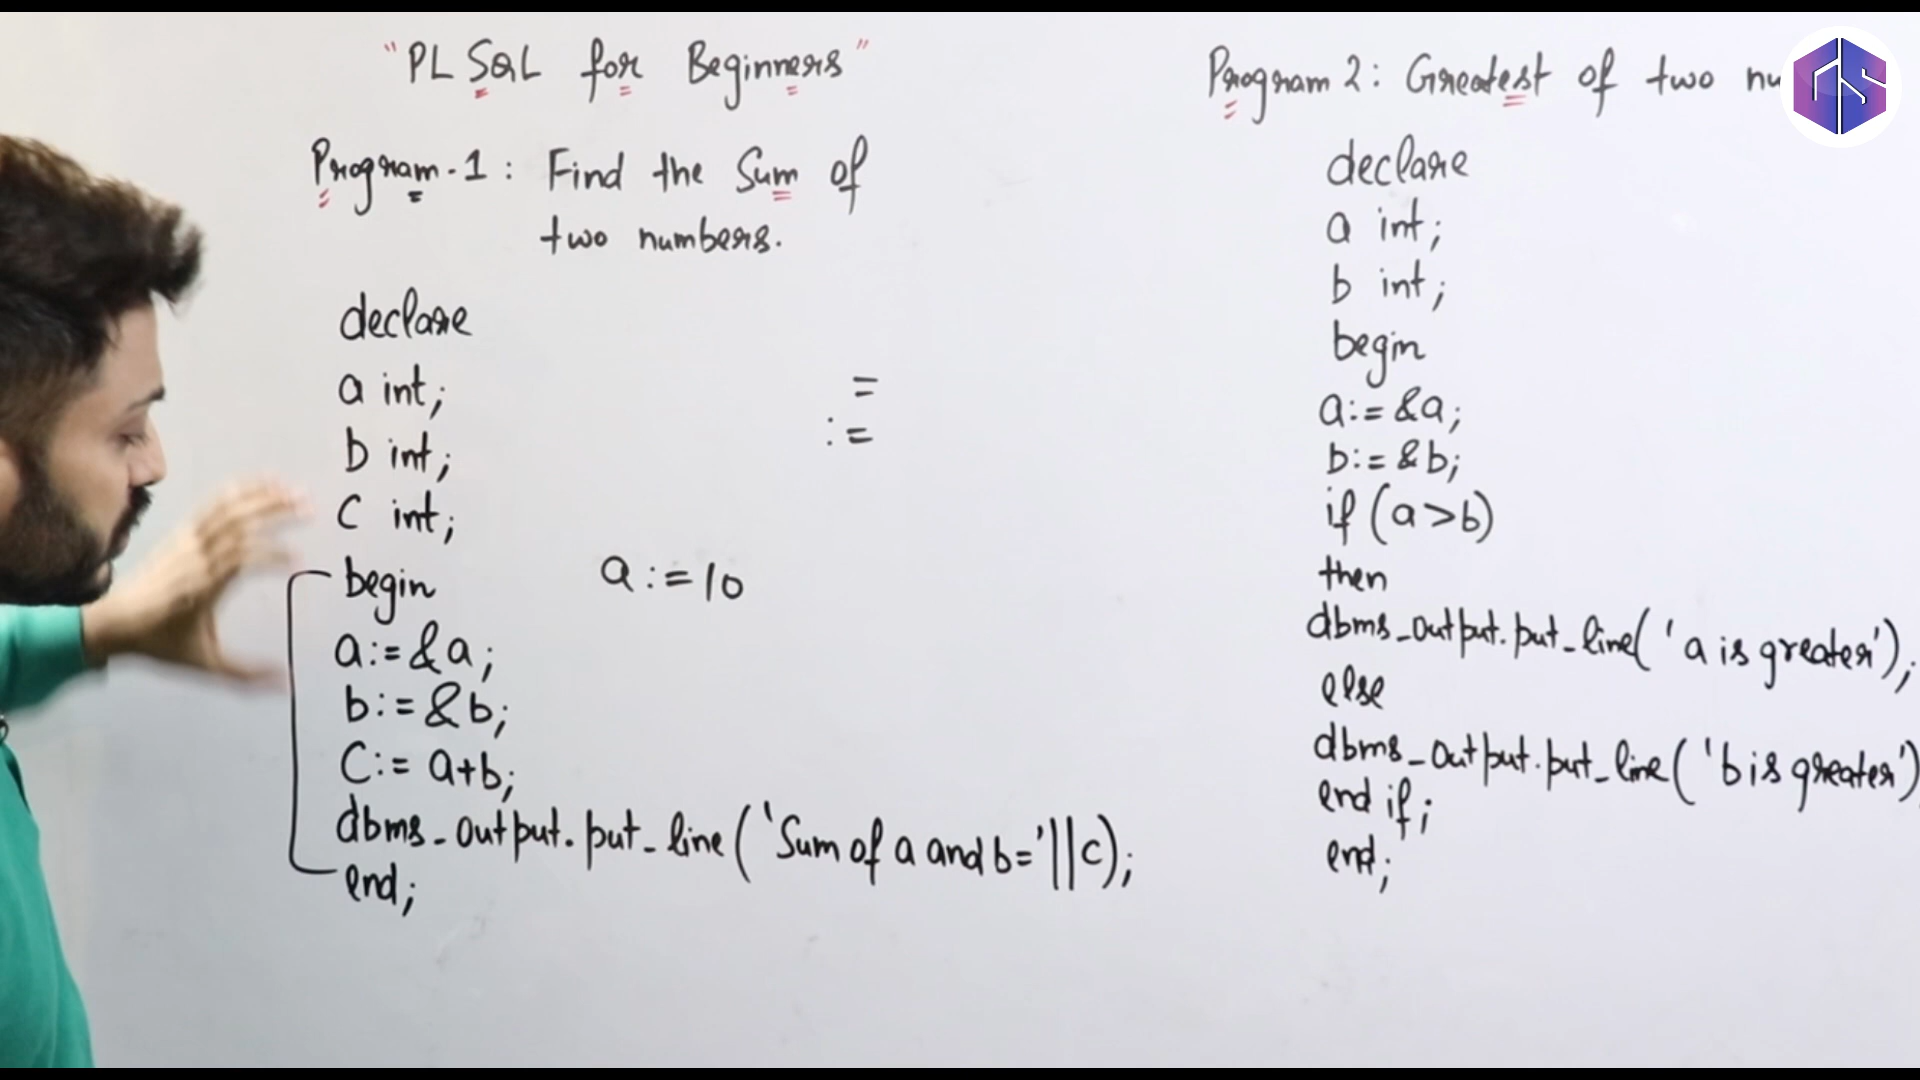 "PL SQL for Beginners"
Program-1: Find the Sum of
two numbers.
declare
a int;
b int;
c int;
begin
a:=&a;
b:=&b;
C:= a+b;
dbms_output.put_line('Sum of a and b='||c);
end;
=
:=
a:=10
Program 2: Greatest of two nu
declare
a int;
b int;
begin
a:=&a;
b:=&b;
if (a>b)
then
dbms_output.put_line('a is greater');
else
dbms_output.put_line('b is greater')
end if;
end;